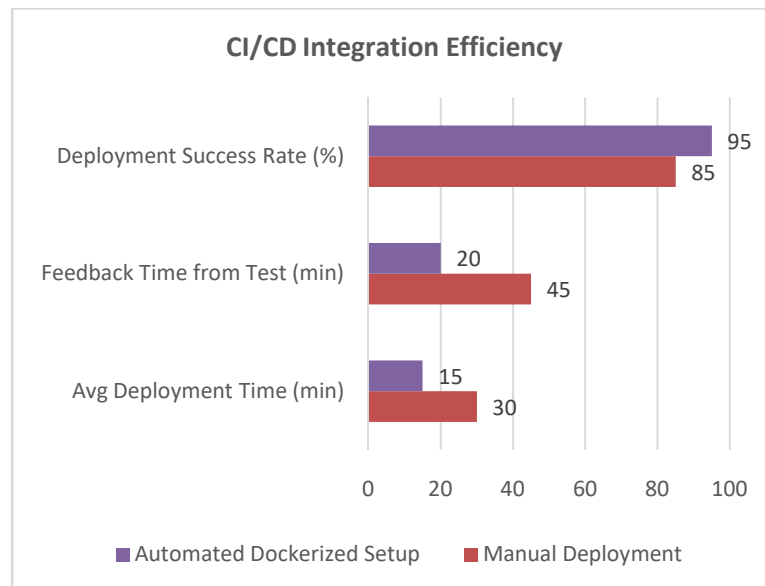 CI/CD Integration Efficiency
Deployment Success Rate (%)
95
85
Feedback Time from Test (min)
20
45
Avg Deployment Time (min)
15
30
0 20 40 60 80 100
Automated Dockerized Setup Manual Deployment